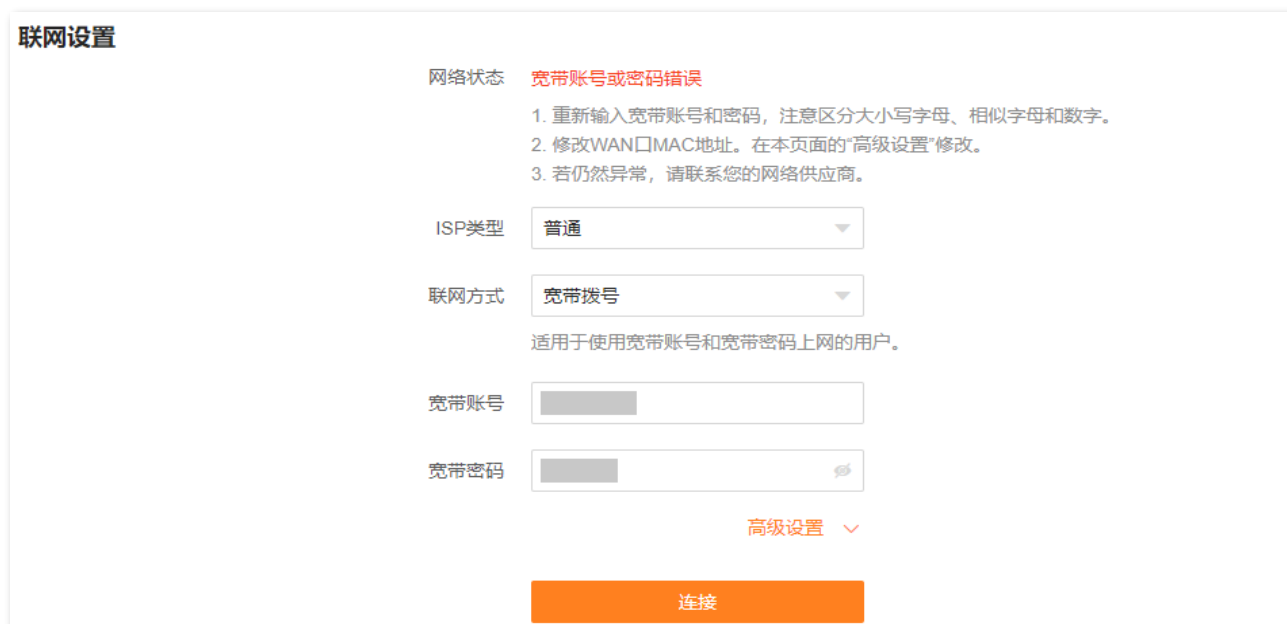 联网设置
网络状态 宽带账号或密码错误
1. 重新输入宽带账号和密码，注意区分大小写字母、相似字母和数字。
2. 修改WAN口MAC地址。在本页面的“高级设置”修改。
3. 若仍然异常，请联系您的网络供应商。
ISP类型 普通
联网方式 宽带拨号
适用于使用宽带账号和宽带密码上网的用户。
宽带账号
宽带密码
高级设置
连接